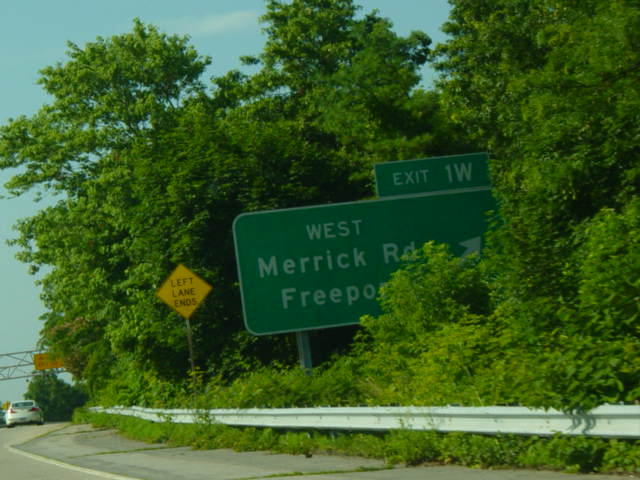 EXIT 1W
WEST
Merrick Rd
Freepo
LEFT
LANE
ENDS